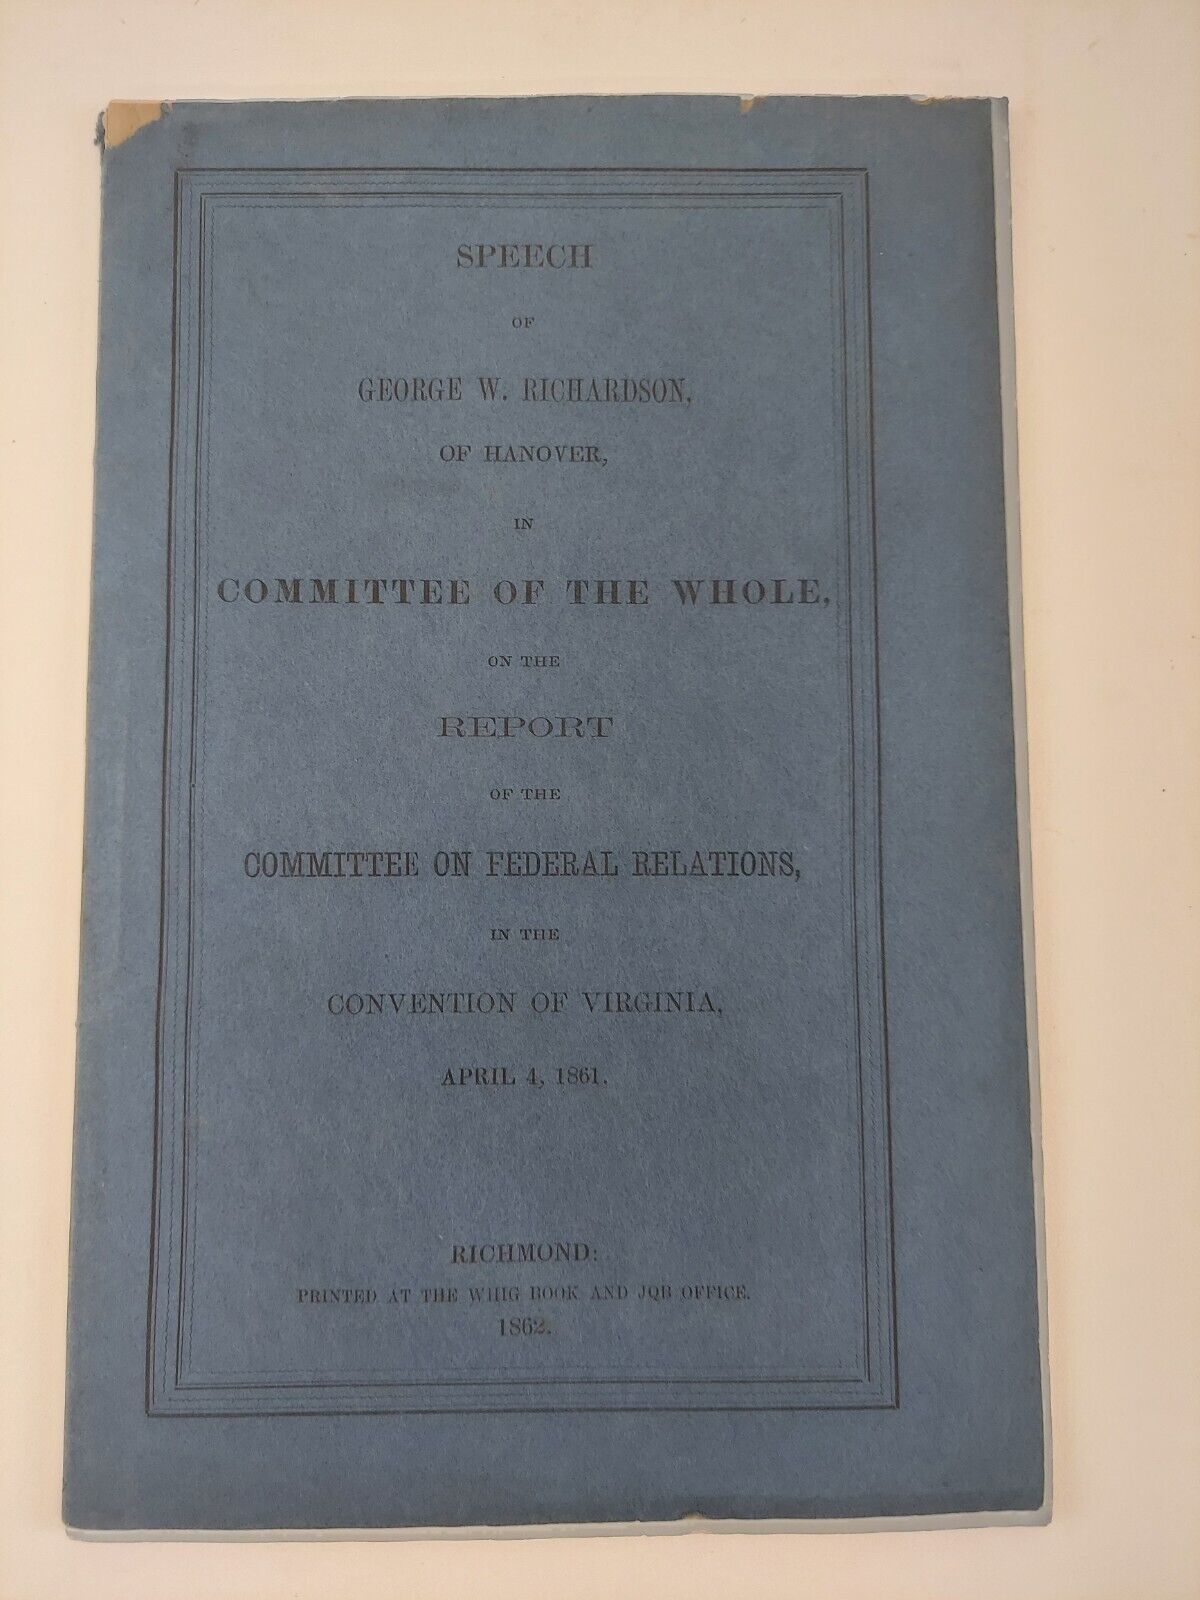 SPEECH
OF
GEORGE W. RICHARDSON,
OF HANOVER,
IN
COMMITTEE OF THE WHOLE,
ON THE
REPORT
OF THE
COMMITTEE ON FEDERAL RELATIONS,
IN THE
CONVENTION OF VIRGINIA,
APRIL 4, 1861.
RICHMOND:
PRINTED AT THE WHIG BOOK AND JOB OFFICE.
1862.